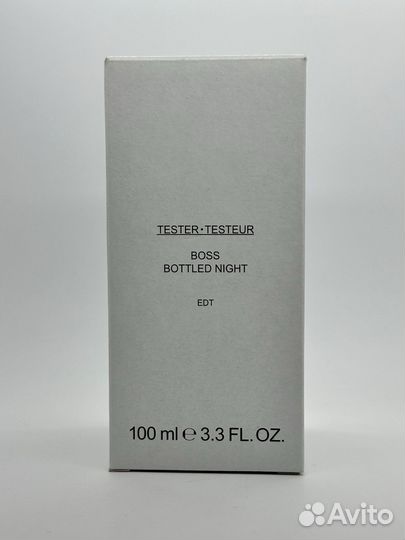 TESTER·TESTEUR
BOSS
BOTTLED NIGHT
EDT
100 ml ℮ 3.3 FL. OZ.
Avito